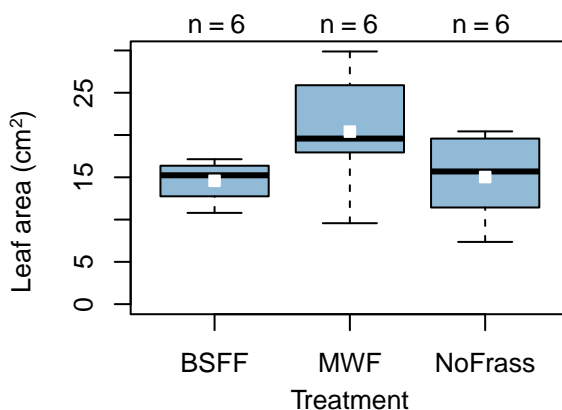 n = 6 n = 6 n = 6
Leaf area (cm²)
25
15
5
0
BSFF MWF NoFrass
Treatment